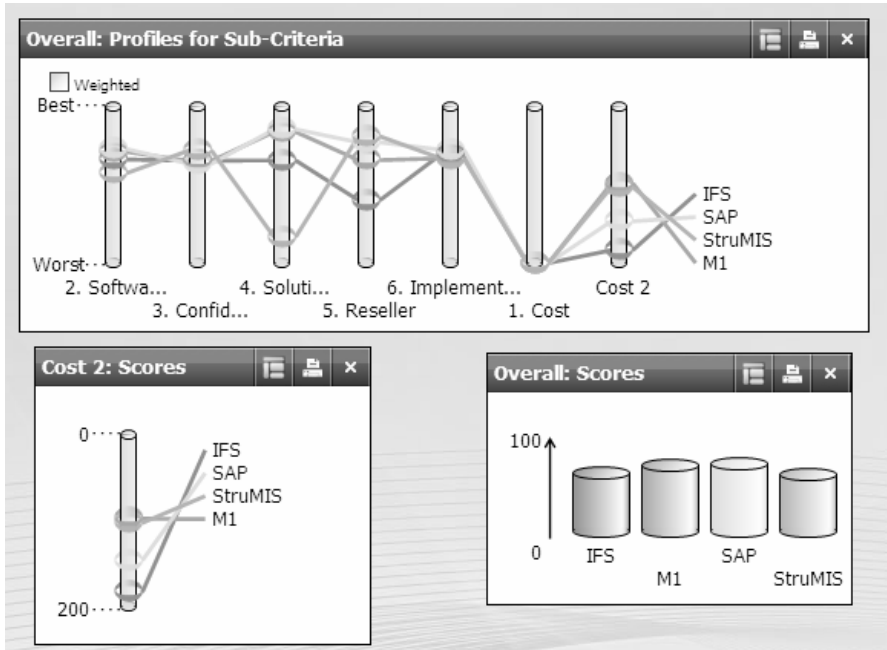 Overall: Profiles for Sub-Criteria
Weighted
Best
Worst
IFS
SAP
StruMIS
M1
2. Softwa... 4. Soluti... 6. Implement... Cost 2
3. Confid... 5. Reseller 1. Cost
Cost 2: Scores
0
200
IFS
SAP
StruMIS
M1
Overall: Scores
100
0
IFS SAP
M1 StruMIS